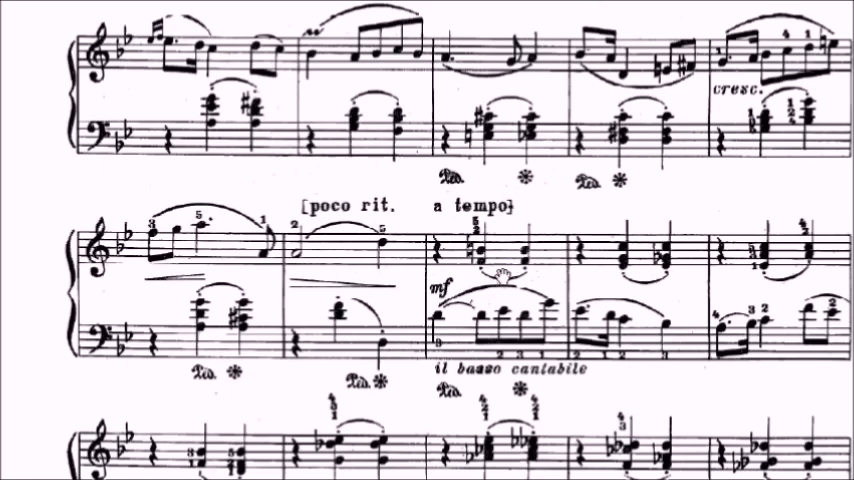 cresc.
[poco rit. a tempo]
mf
il basso cantabile